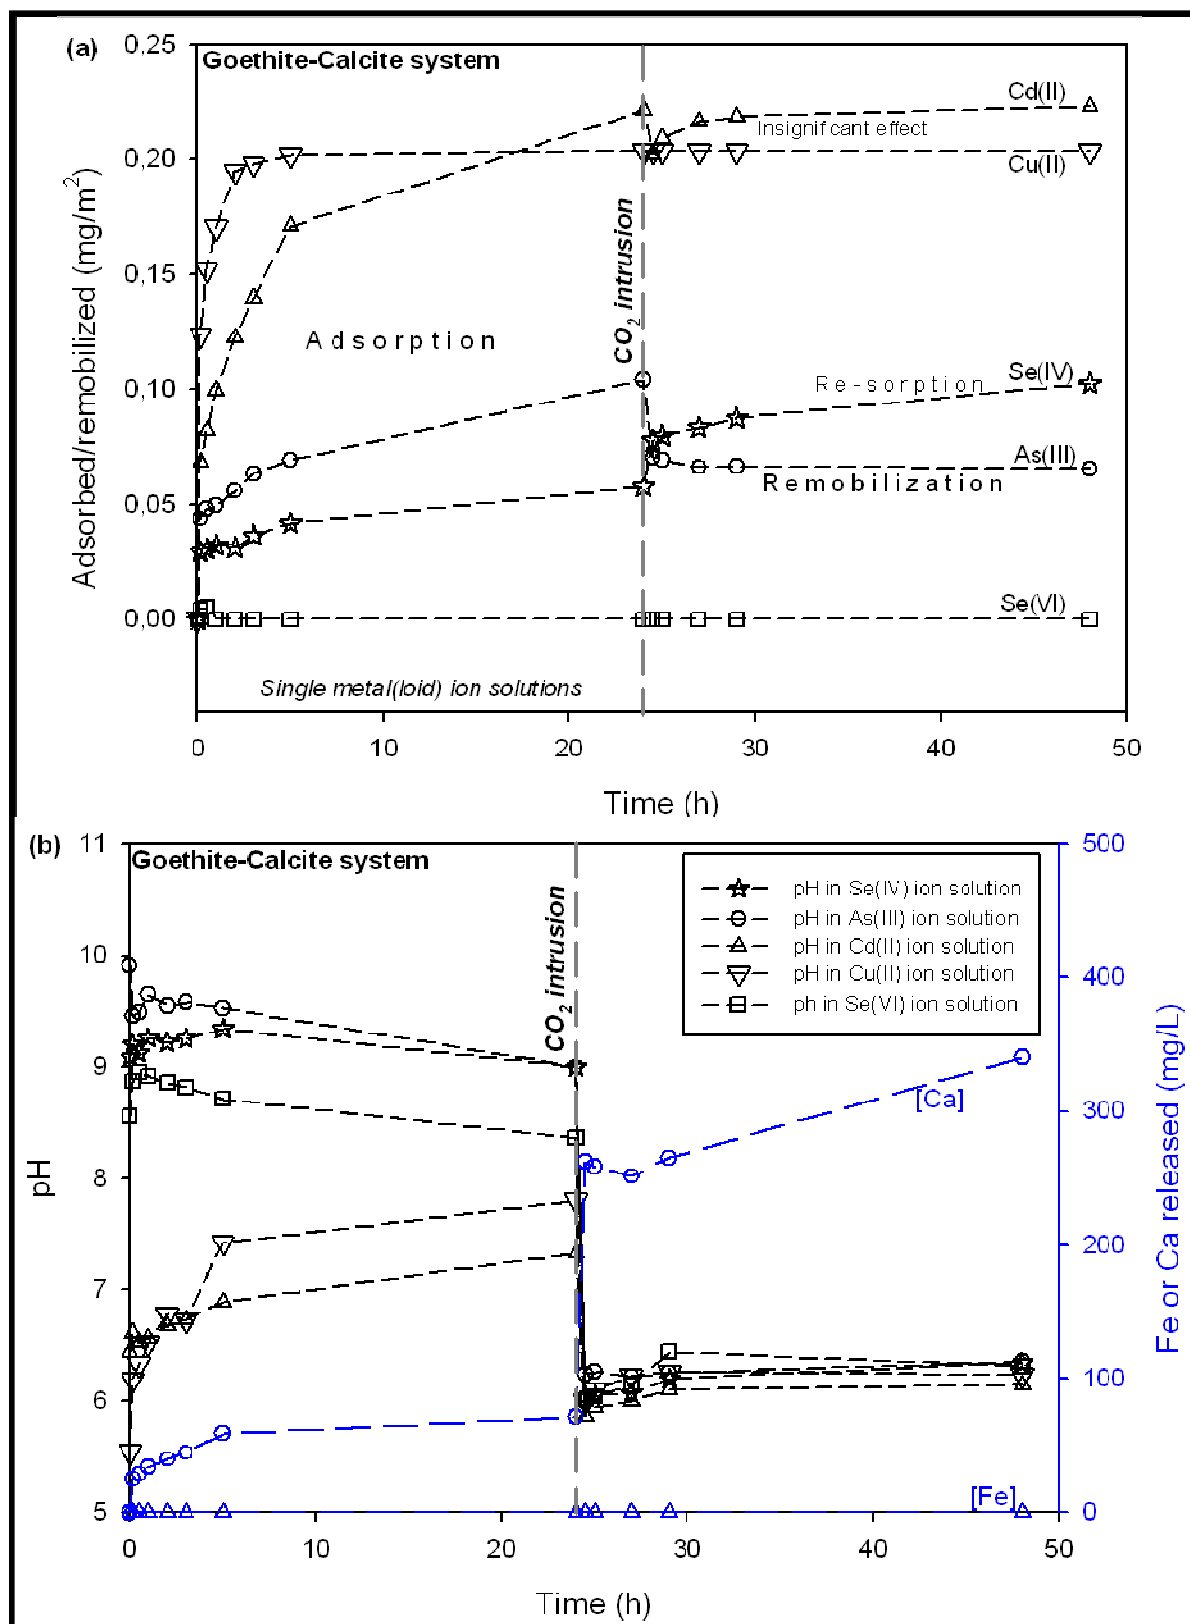 (a)
Goethite-Calcite system
0,25
0,20
0,15
0,10
0,05
0,00
Adsorbed/remobilized (mg/m²)
Cd(II)
Insignificant effect
Cu(II)
CO₂ intrusion
Adsorption
Re-sorption
Se(IV)
As(III)
Remobilization
Se(VI)
Single metal(loid) ion solutions
0 10 20 30 40 50
Time (h)
(b)
Goethite-Calcite system
11
10
9
8
7
6
5
pH
CO₂ intrusion
pH in Se(IV) ion solution
pH in As(III) ion solution
pH in Cd(II) ion solution
pH in Cu(II) ion solution
ph in Se(VI) ion solution
[Ca]
[Fe]
500
400
300
200
100
0
Fe or Ca released (mg/L)
0 10 20 30 40 50
Time (h)